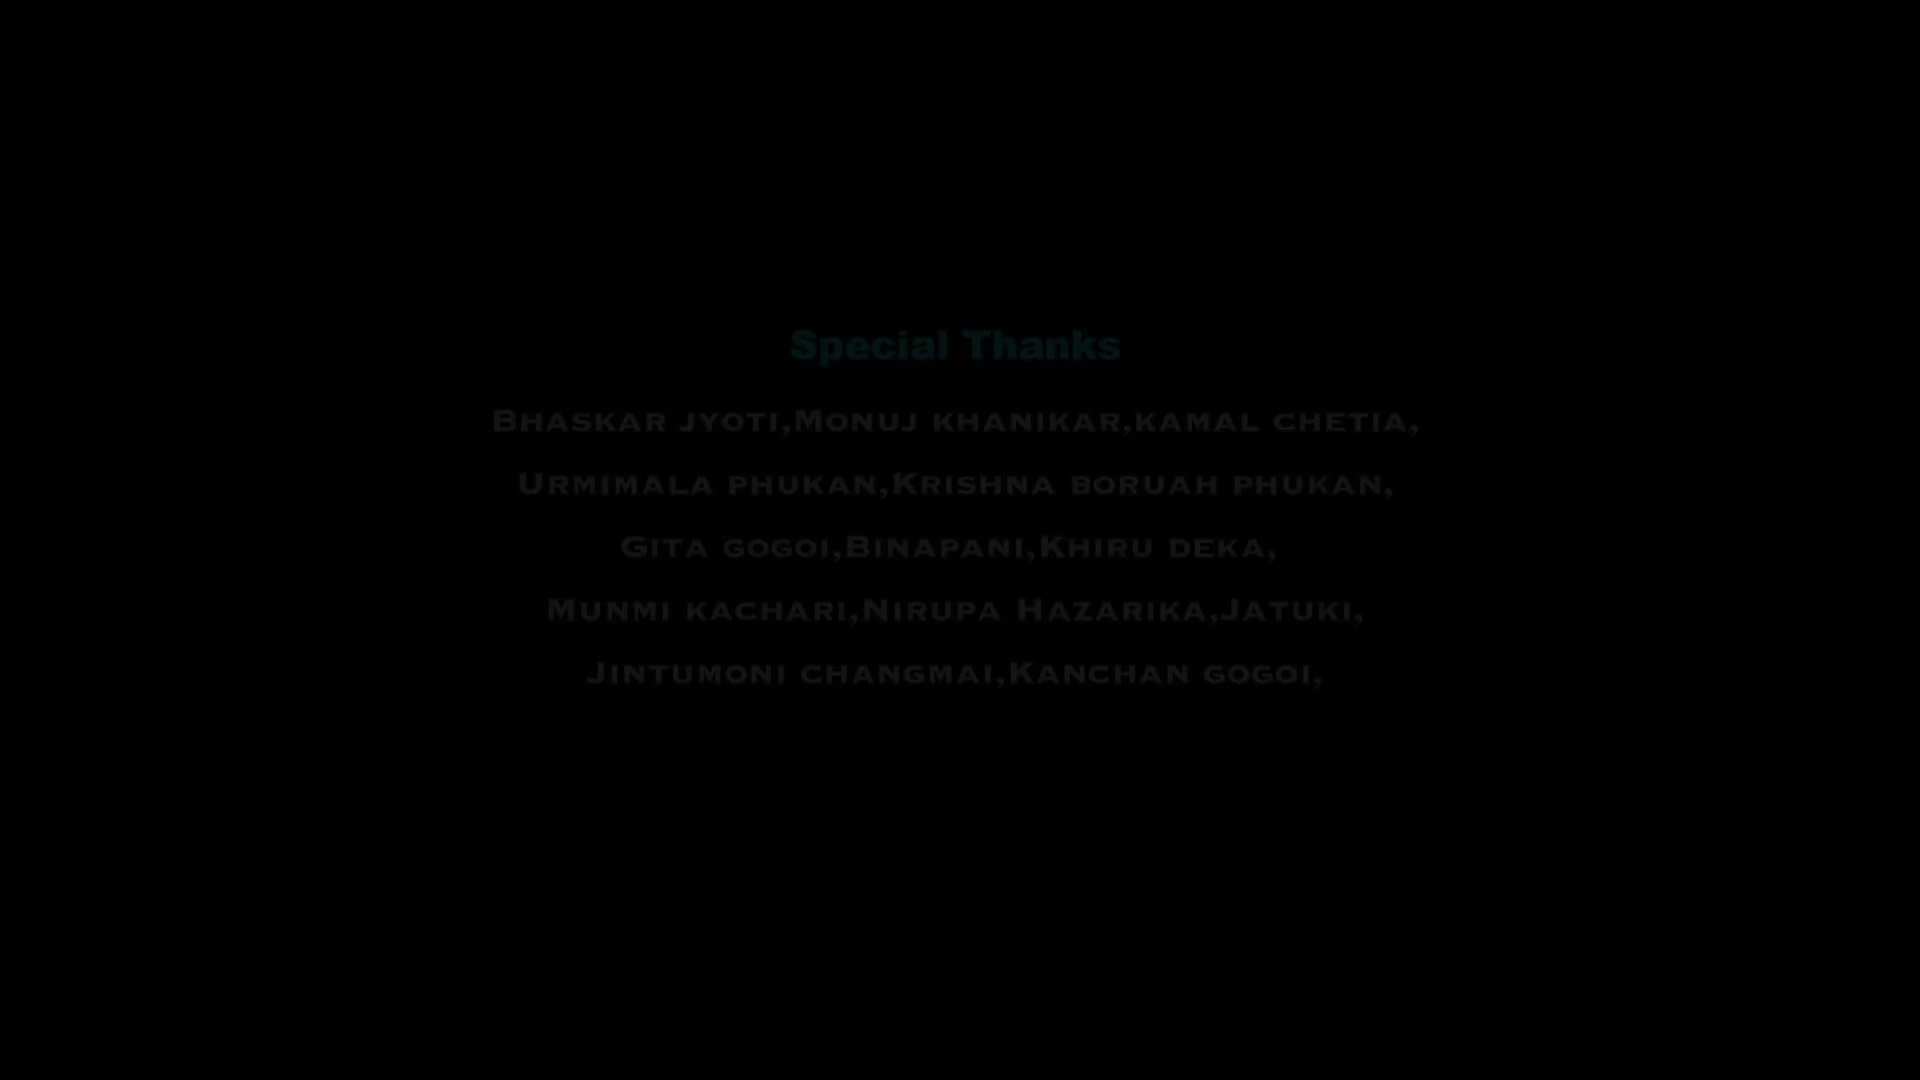 Special Thanks
Bhaskar jyoti,Monuj khanikar,kamal chetia,
Urmimala phukan,Krishna boruah phukan,
Gita gogoi,Binapani,Khiru deka,
Munmi kachari,Nirupa Hazarika,Jatuki,
Jintumoni changmai,Kanchan gogoi,